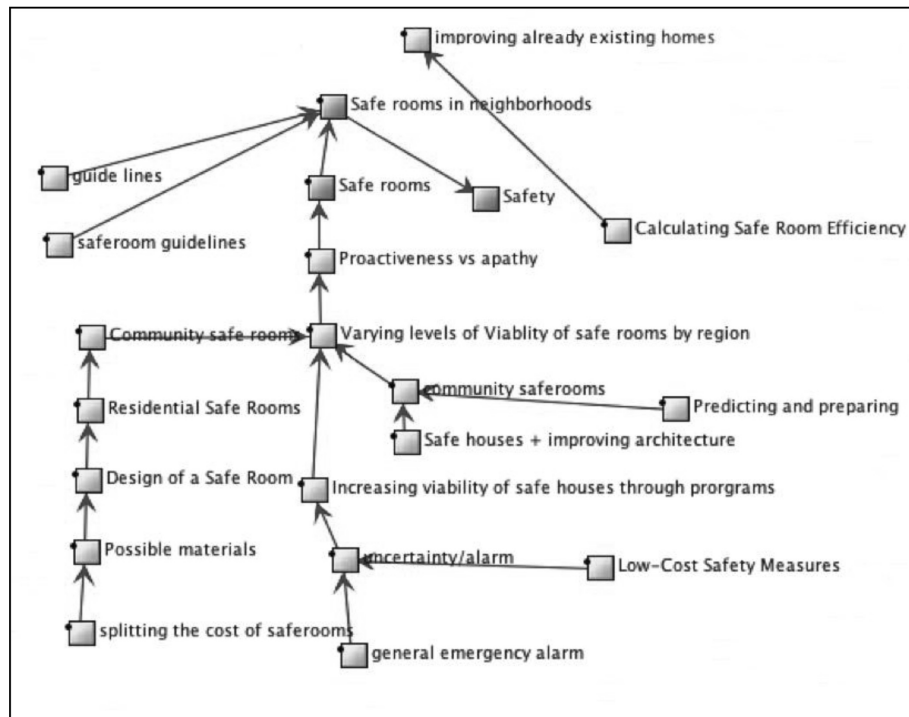 improving already existing homes
Safe rooms in neighborhoods
guide lines
Safe rooms
Safety
saferoom guidelines
Calculating Safe Room Efficiency
Proactiveness vs apathy
Community safe rooms
Varying levels of Viablity of safe rooms by region
community saferooms
Residential Safe Rooms
Predicting and preparing
Safe houses + improving architecture
Design of a Safe Room
Increasing viability of safe houses through prorgrams
Possible materials
uncertainty/alarm
Low-Cost Safety Measures
splitting the cost of saferooms
general emergency alarm